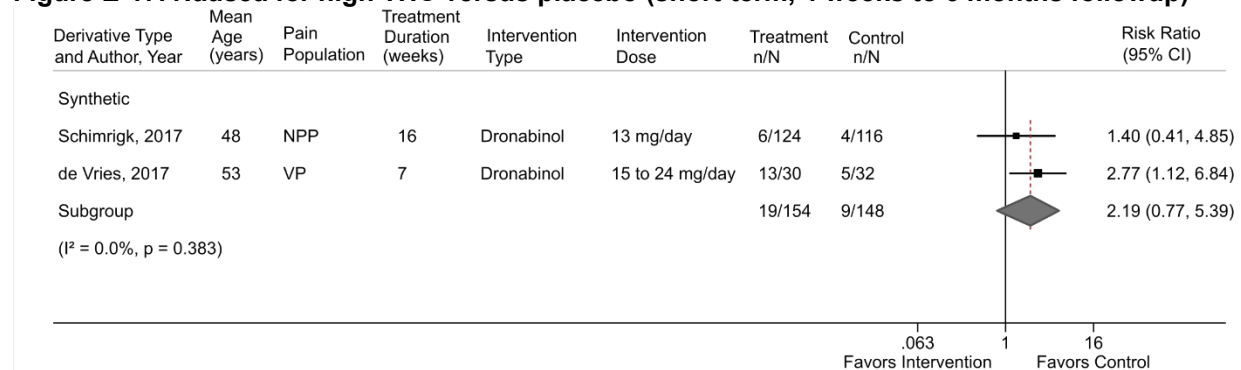 Figure Nausea for high THC versus placebo (short term, weeks to 6 months followup)
Derivative Type and Author, Year Mean Age (years) Pain Population Treatment Duration (weeks) Intervention Type Intervention Dose Treatment n/N Control n/N Risk Ratio (95% CI)
Synthetic
Schimrigk, 2017 48 NPP 16 Dronabinol 13 mg/day 6/124 4/116 1.40 (0.41, 4.85)
de Vries, 2017 53 VP 7 Dronabinol 15 to 24 mg/day 13/30 5/32 2.77 (1.12, 6.84)
Subgroup 19/154 9/148 2.19 (0.77, 5.39)
(I² = 0.0%, p = 0.383)
.063 1 16
Favors Intervention Favors Control